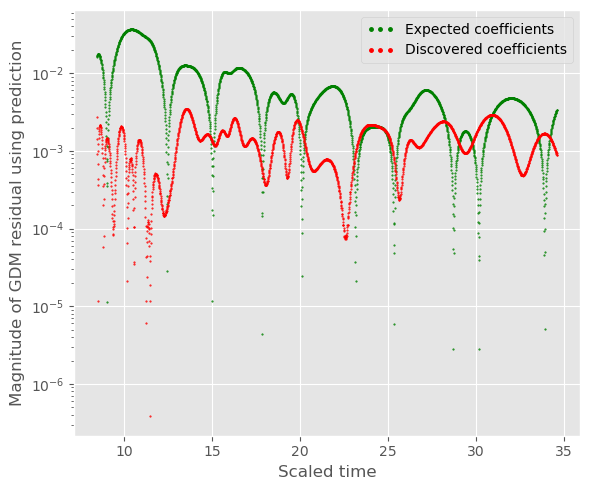 Expected coefficients
Discovered coefficients
Magnitude of GDM residual using prediction
10⁻²
10⁻³
10⁻⁴
10⁻⁵
10⁻⁶
10 15 20 25 30 35
Scaled time